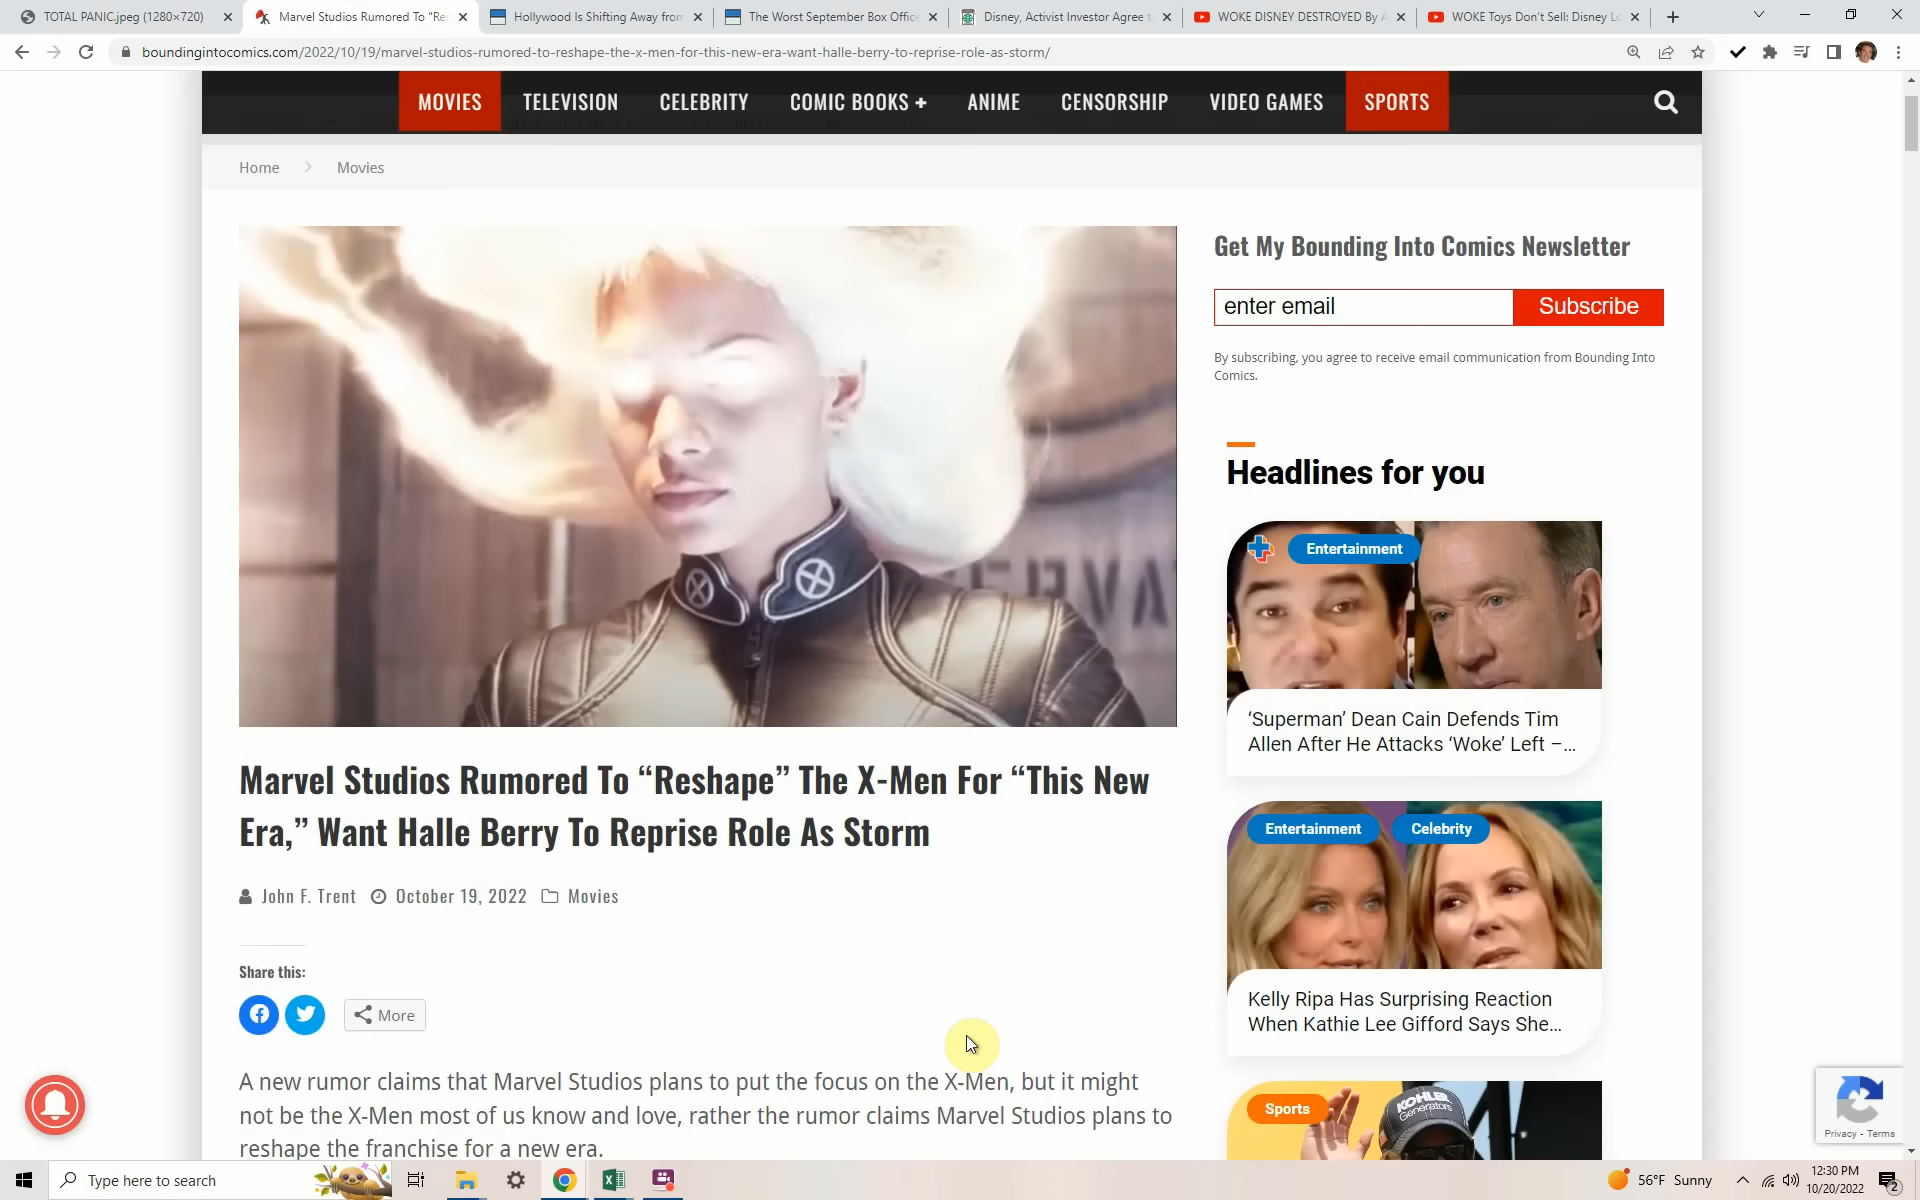 TOTAL PANIC.jpeg (1280×720)
Marvel Studios Rumored To "Re
Hollywood Is Shifting Away from
The Worst September Box Office
Disney, Activist Investor Agree t
WOKE DISNEY DESTROYED By A
WOKE Toys Don't Sell: Disney Lo
boundingintocomics.com/2022/10/19/marvel-studios-rumored-to-reshape-the-x-men-for-this-new-era-want-halle-berry-to-reprise-role-as-storm/
MOVIES TELEVISION CELEBRITY COMIC BOOKS + ANIME CENSORSHIP VIDEO GAMES SPORTS
Home Movies
Get My Bounding Into Comics Newsletter
enter email Subscribe
By subscribing, you agree to receive email communication from Bounding Into
Comics.
Headlines for you
Entertainment
‘Superman’ Dean Cain Defends Tim
Allen After He Attacks ‘Woke’ Left –...
Entertainment Celebrity
Kelly Ripa Has Surprising Reaction
When Kathie Lee Gifford Says She...
Sports
KOHLER
Generators
ERVA
Marvel Studios Rumored To “Reshape” The X-Men For “This New
Era,” Want Halle Berry To Reprise Role As Storm
John F. Trent October 19, 2022 Movies
Share this:
More
A new rumor claims that Marvel Studios plans to put the focus on the X-Men, but it might
not be the X-Men most of us know and love, rather the rumor claims Marvel Studios plans to
reshape the franchise for a new era.
Privacy - Terms
Type here to search
56°F Sunny
12:30 PM
10/20/2022
2